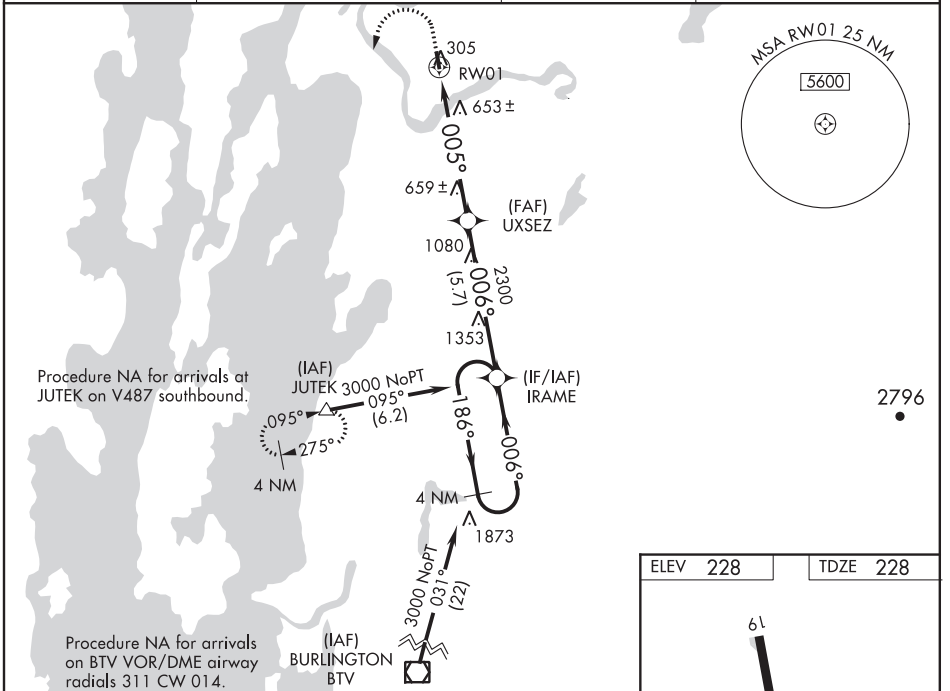 305
RW01
MSA RW01 25 NM
5600
653 ±
005°
659 ±
(FAF)
UXSEZ
1080
2300
006°
(5.7)
1353
Procedure NA for arrivals at
JUTEK on V487 southbound.
(IAF)
JUTEK
3000 NoPT
095°
(6.2)
(IF/IAF)
IRAME
2796
095°
275°
4 NM
186°
006°
4 NM
1873
3000 NoPT
031°
(22)
Procedure NA for arrivals
on BTV VOR/DME airway
radials 311 CW 014.
(IAF)
BURLINGTON
BTV
ELEV 228
TDZE 228
19